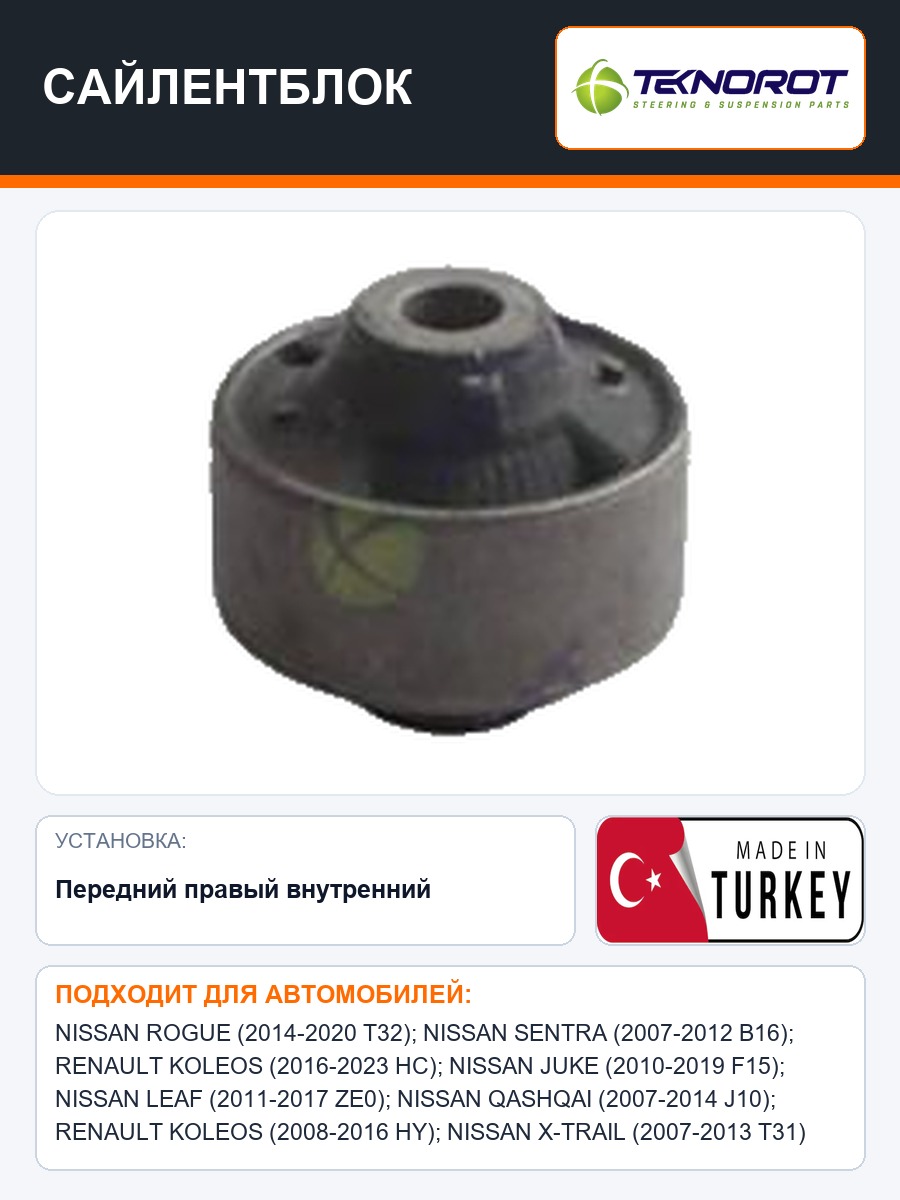 САЙЛЕНТБЛОК
TEKNOROT
STEERING & SUSPENSION PARTS
УСТАНОВКА:
Передний правый внутренний
MADE IN
TURKEY
ПОДХОДИТ ДЛЯ АВТОМОБИЛЕЙ:
NISSAN ROGUE (2014-2020 T32); NISSAN SENTRA (2007-2012 B16);
RENAULT KOLEOS (2016-2023 HC); NISSAN JUKE (2010-2019 F15);
NISSAN LEAF (2011-2017 ZE0); NISSAN QASHQAI (2007-2014 J10);
RENAULT KOLEOS (2008-2016 HY); NISSAN X-TRAIL (2007-2013 T31)